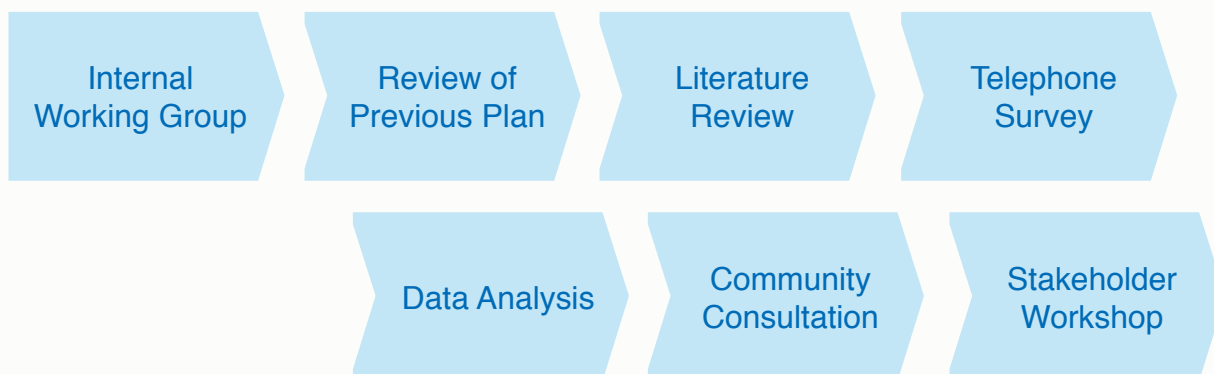 Internal
Working Group
Review of
Previous Plan
Literature
Review
Telephone
Survey
Data Analysis
Community
Consultation
Stakeholder
Workshop